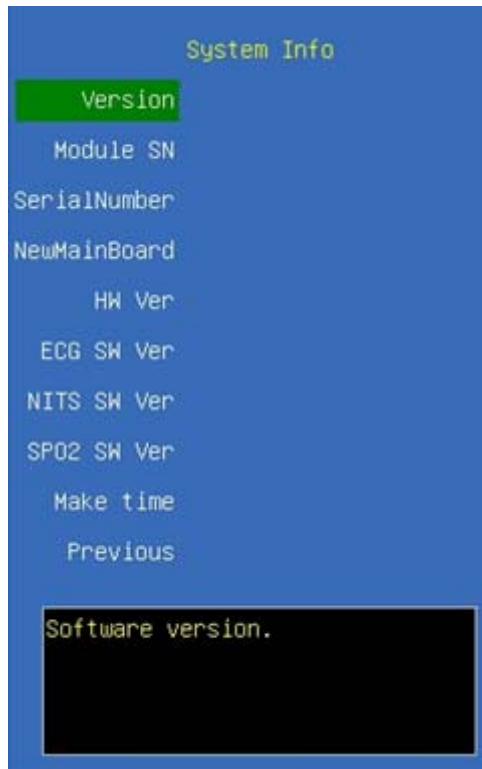 System Info
Version
Module SN
SerialNumber
NewMainBoard
HW Ver
ECG SW Ver
NITS SW Ver
SPO2 SW Ver
Make time
Previous
Software version.